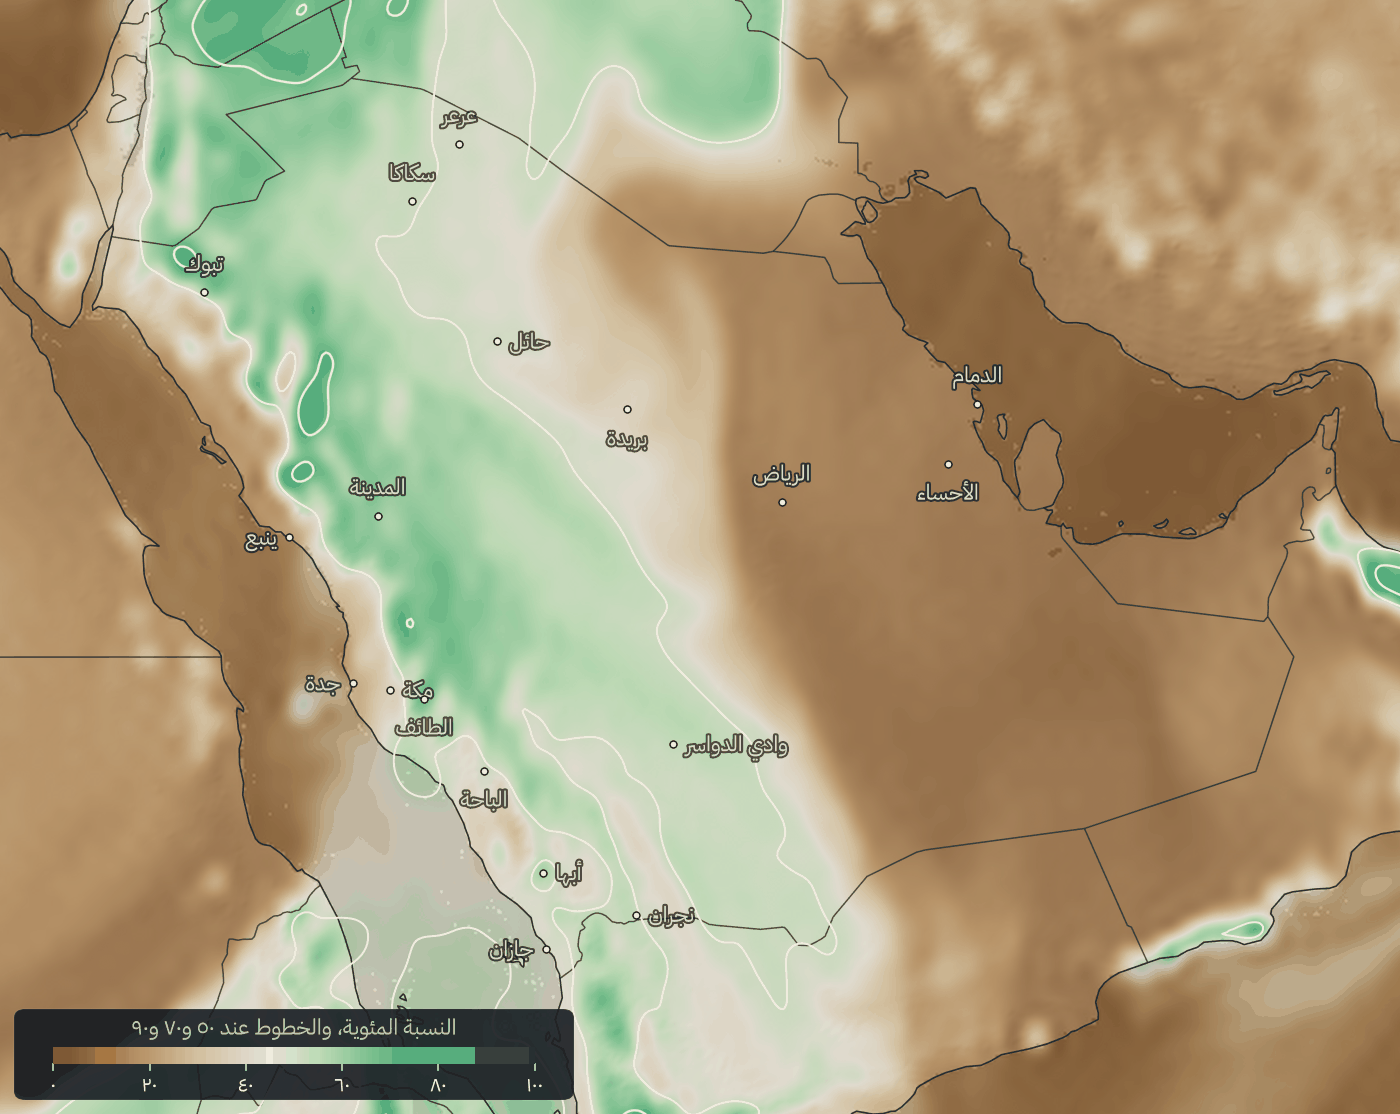 عرعر
سكاكا
تبوك
حائل
الدمام
بريدة
الرياض
الأحساء
المدينة
ينبع
جدة
مكة
الطائف
وادي الدواسر
الباحة
أبها
نجران
جازان
النسبة المئوية، والخطوط عند ٥٠ و٧٠ و٩٠
٠ ٢٠ ٤٠ ٦٠ ٨٠ ١٠٠